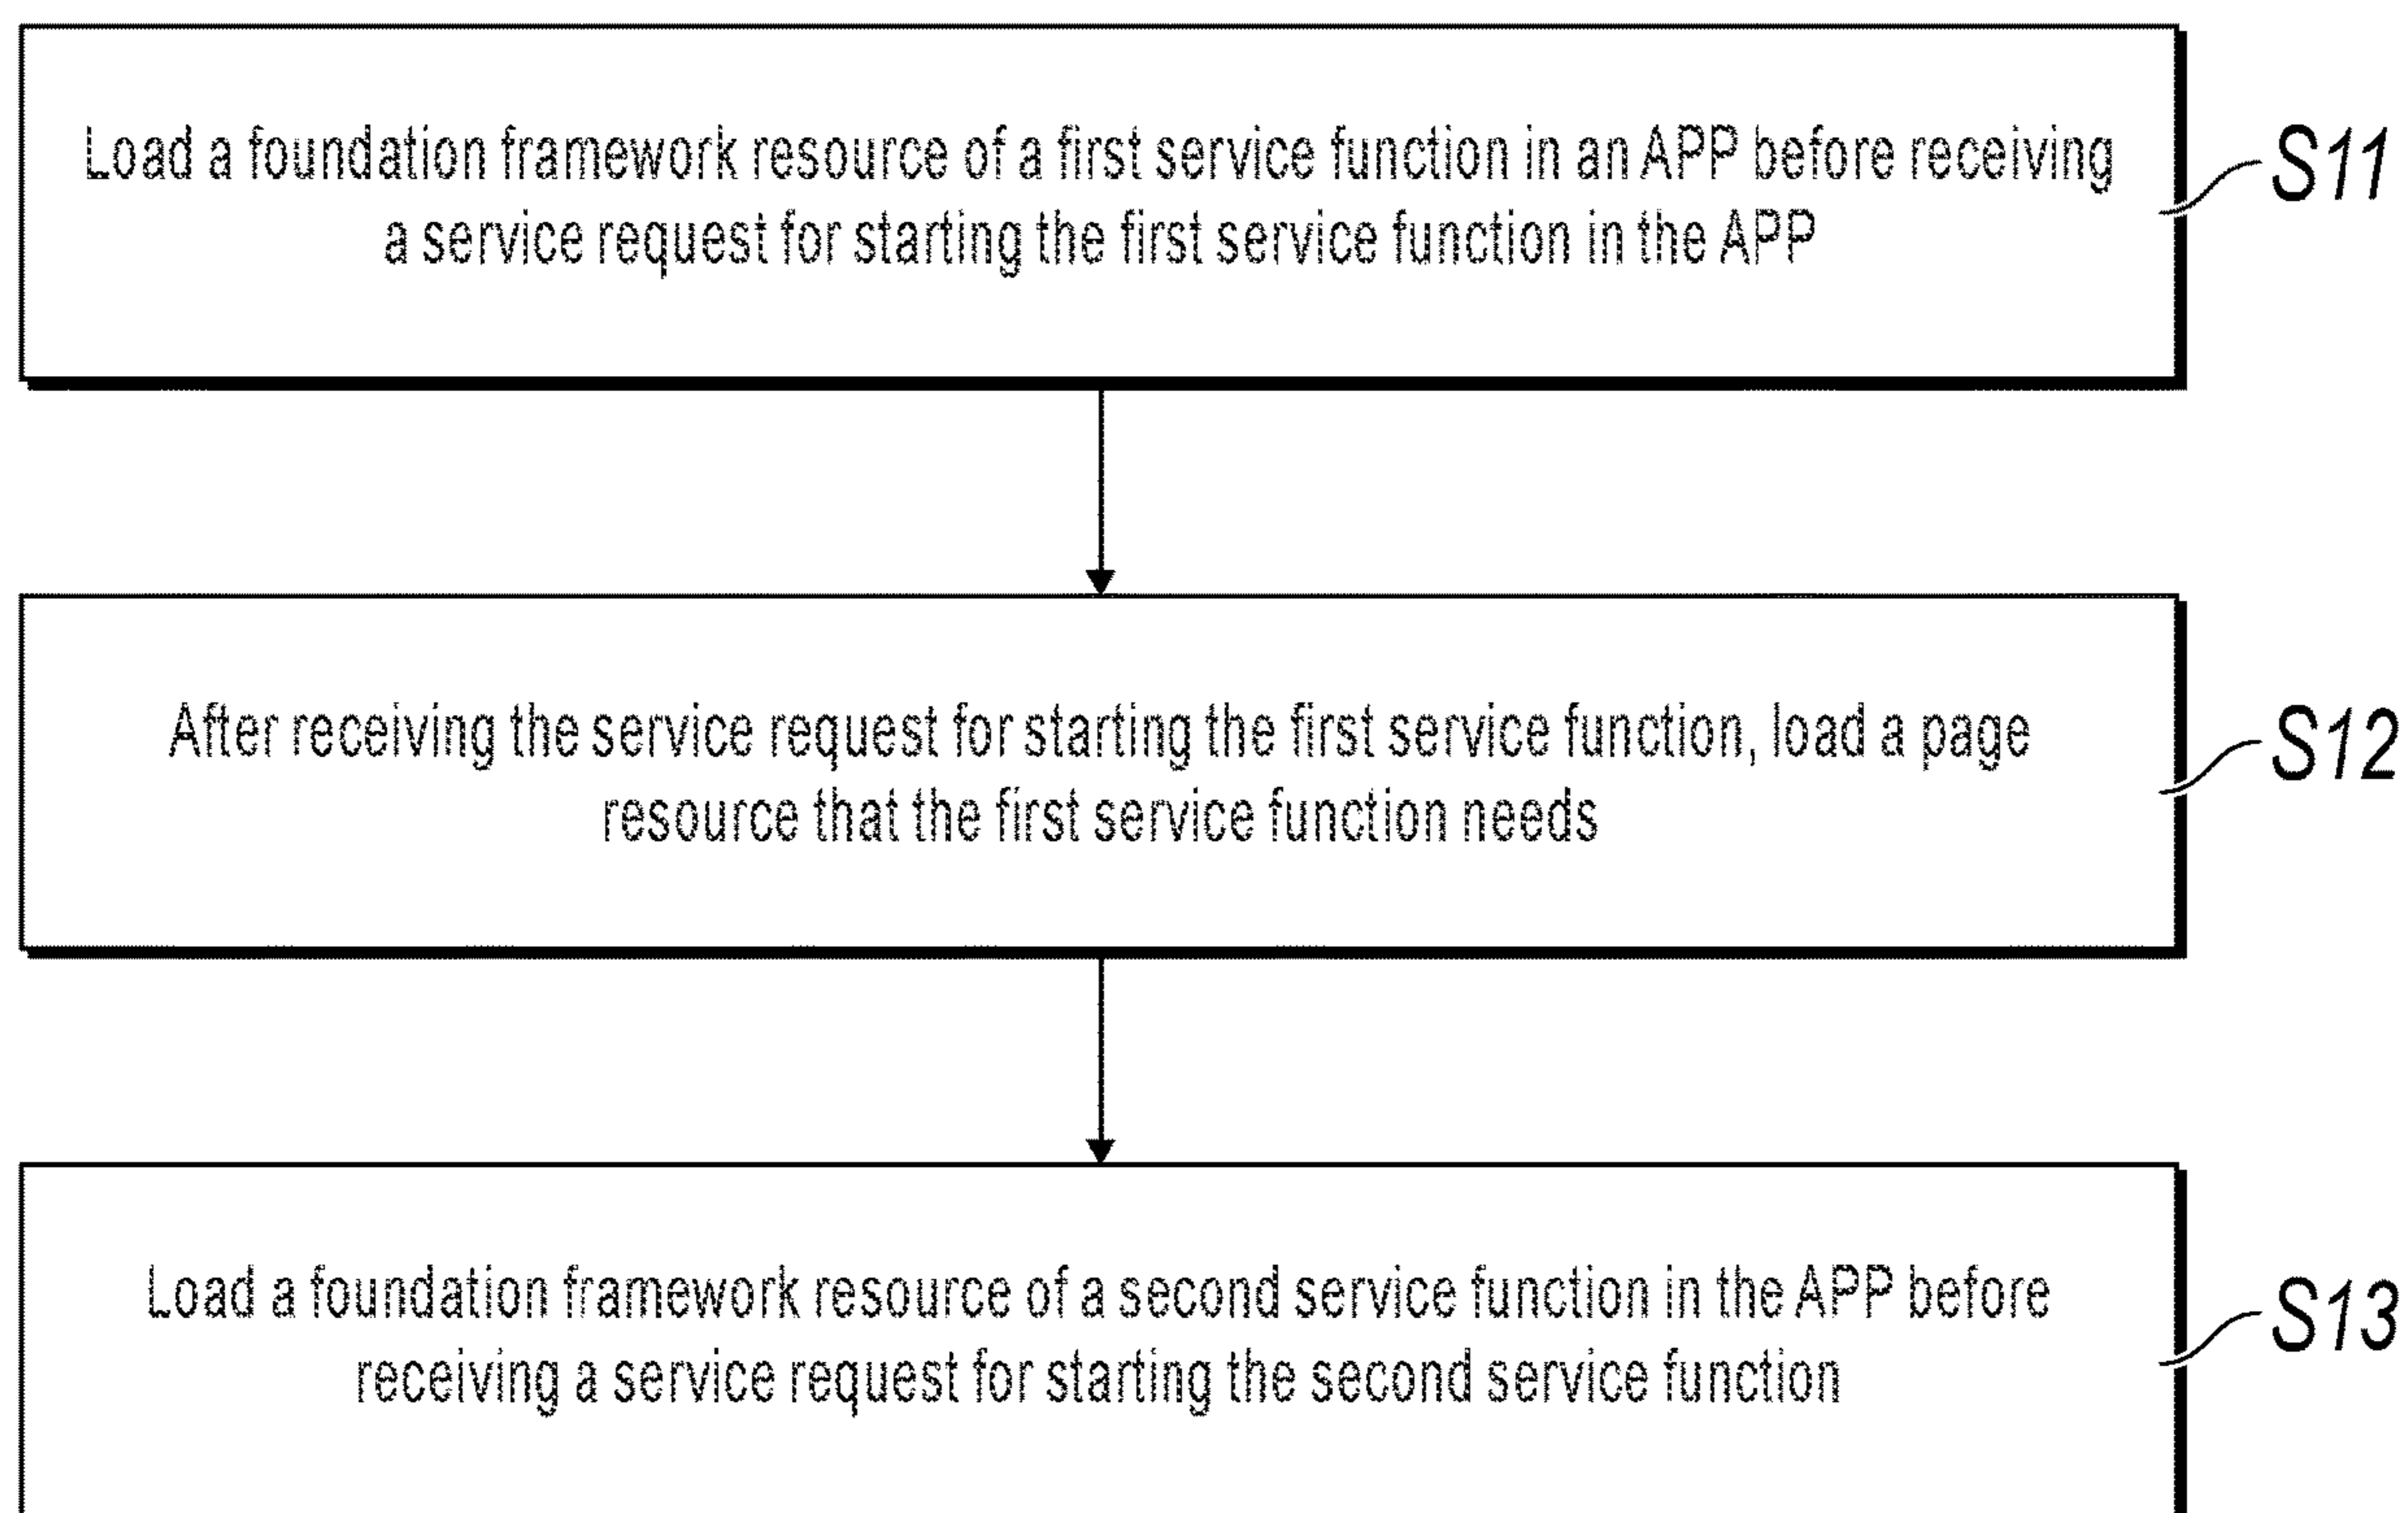 Load a foundation framework resource of a first service function in an APP before receiving
a service request for starting the first service function in the APP
S11
After receiving the service request for starting the first service function, load a page
resource that the first service function needs
S12
Load a foundation framework resource of a second service function in the APP before
receiving a service request for starting the second service function
S13